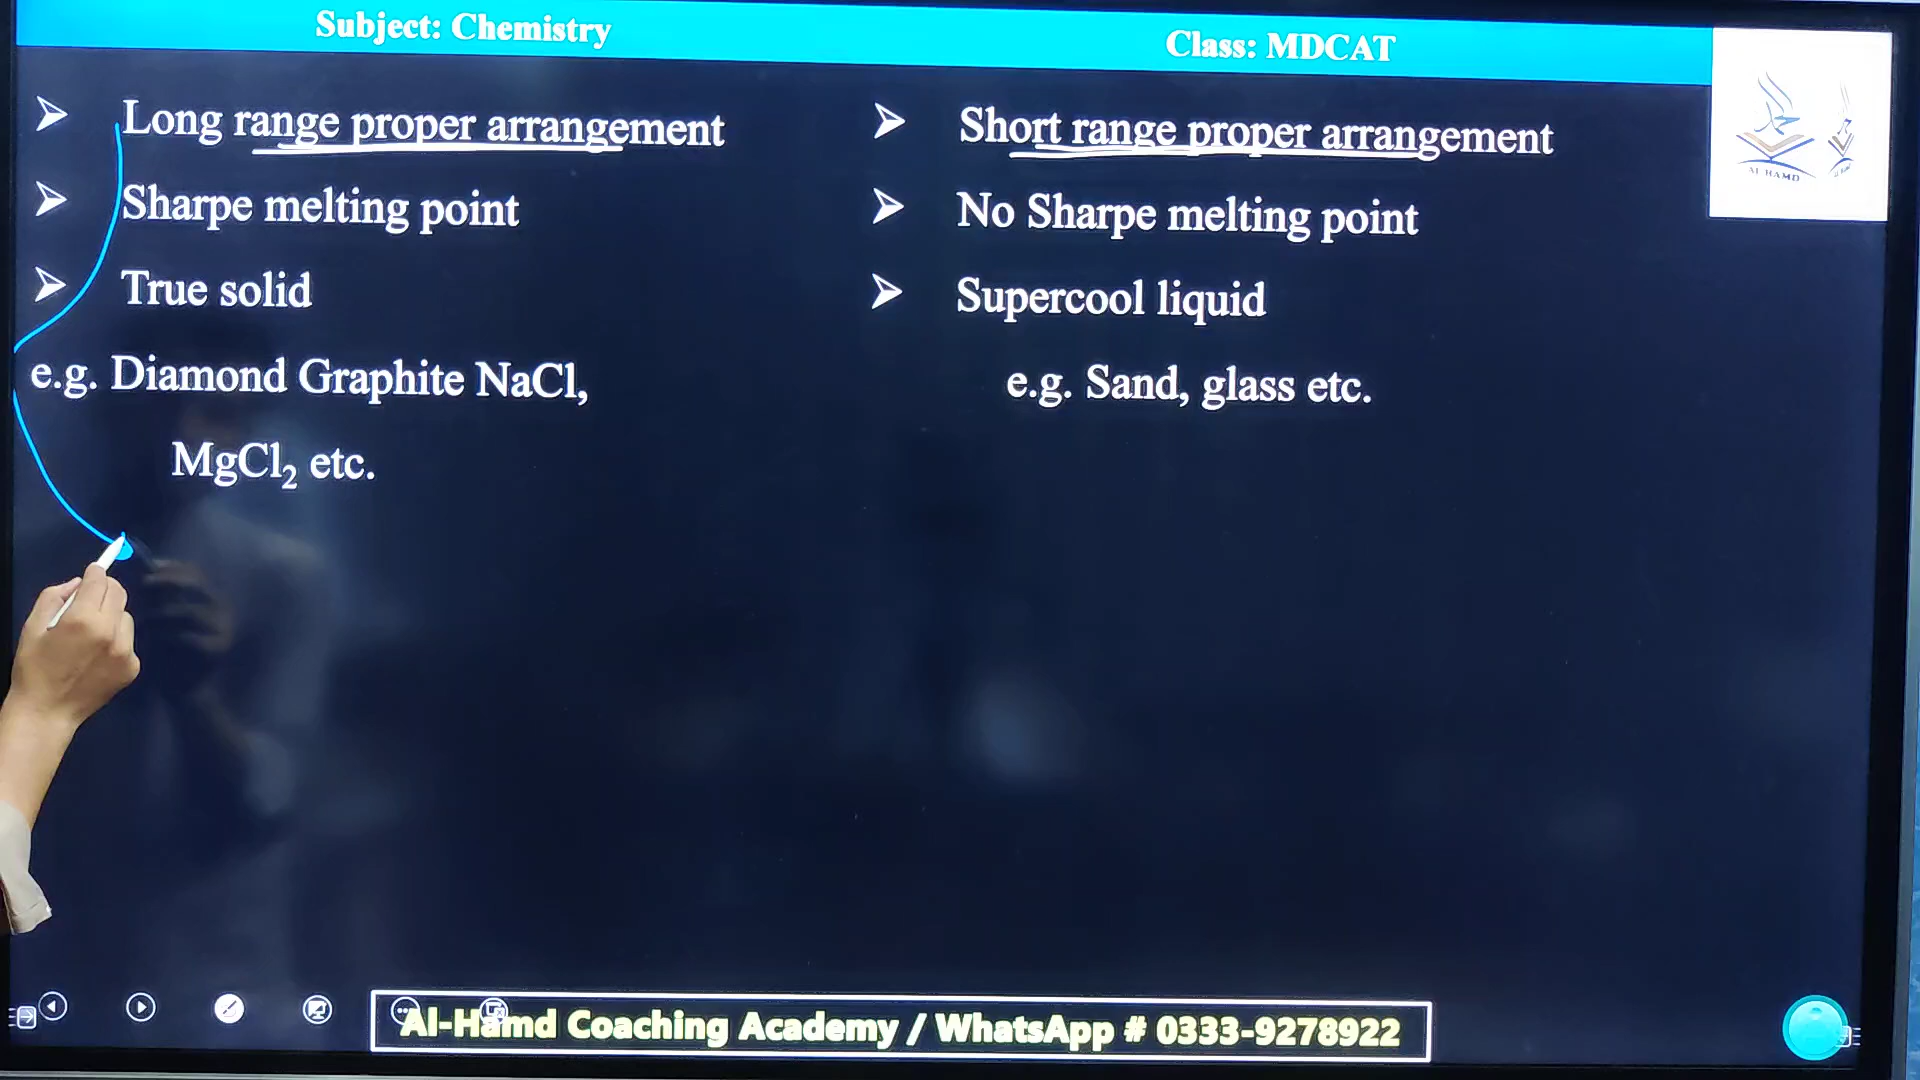 Subject: Chemistry
Class: MDCAT
AL HAMD
Long range proper arrangement
Sharpe melting point
True solid
e.g. Diamond Graphite NaCl,
MgCl₂ etc.
Short range proper arrangement
No Sharpe melting point
Supercool liquid
e.g. Sand, glass etc.
Al-Hamd Coaching Academy / WhatsApp # 0333-9278922